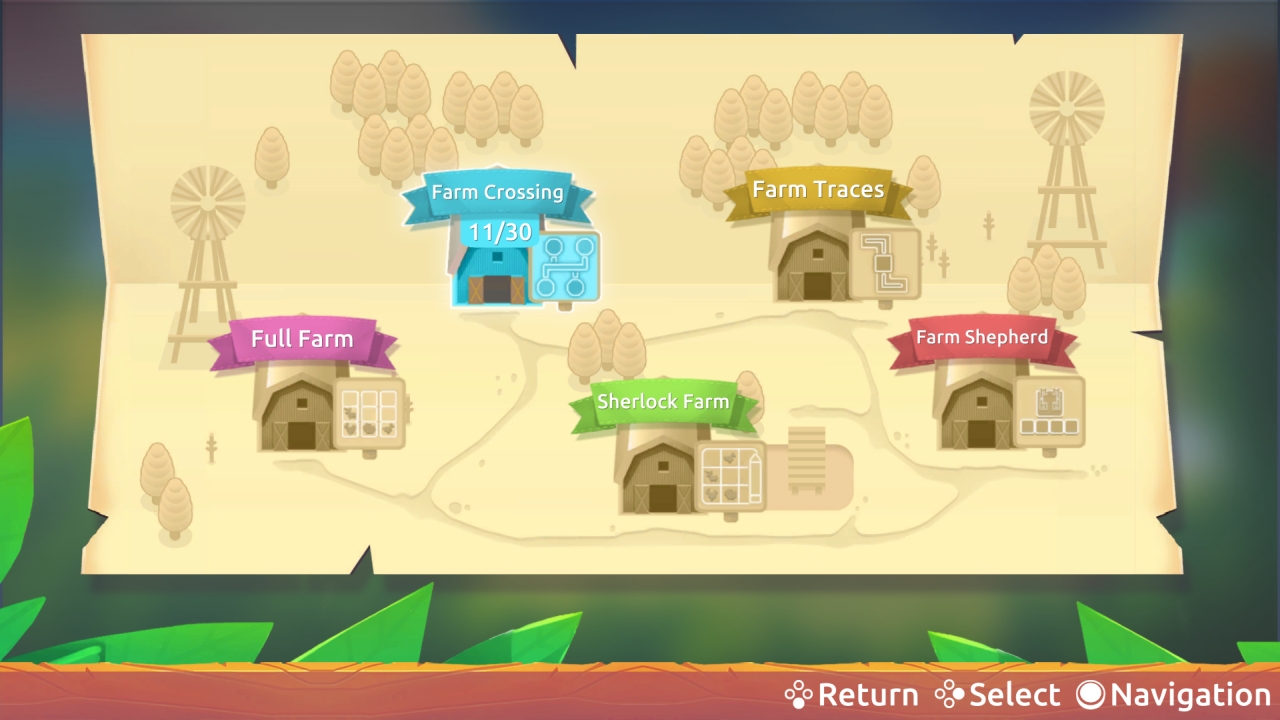 Farm Crossing
11/30
Farm Traces
Full Farm
Farm Shepherd
Sherlock Farm
Return Select Navigation